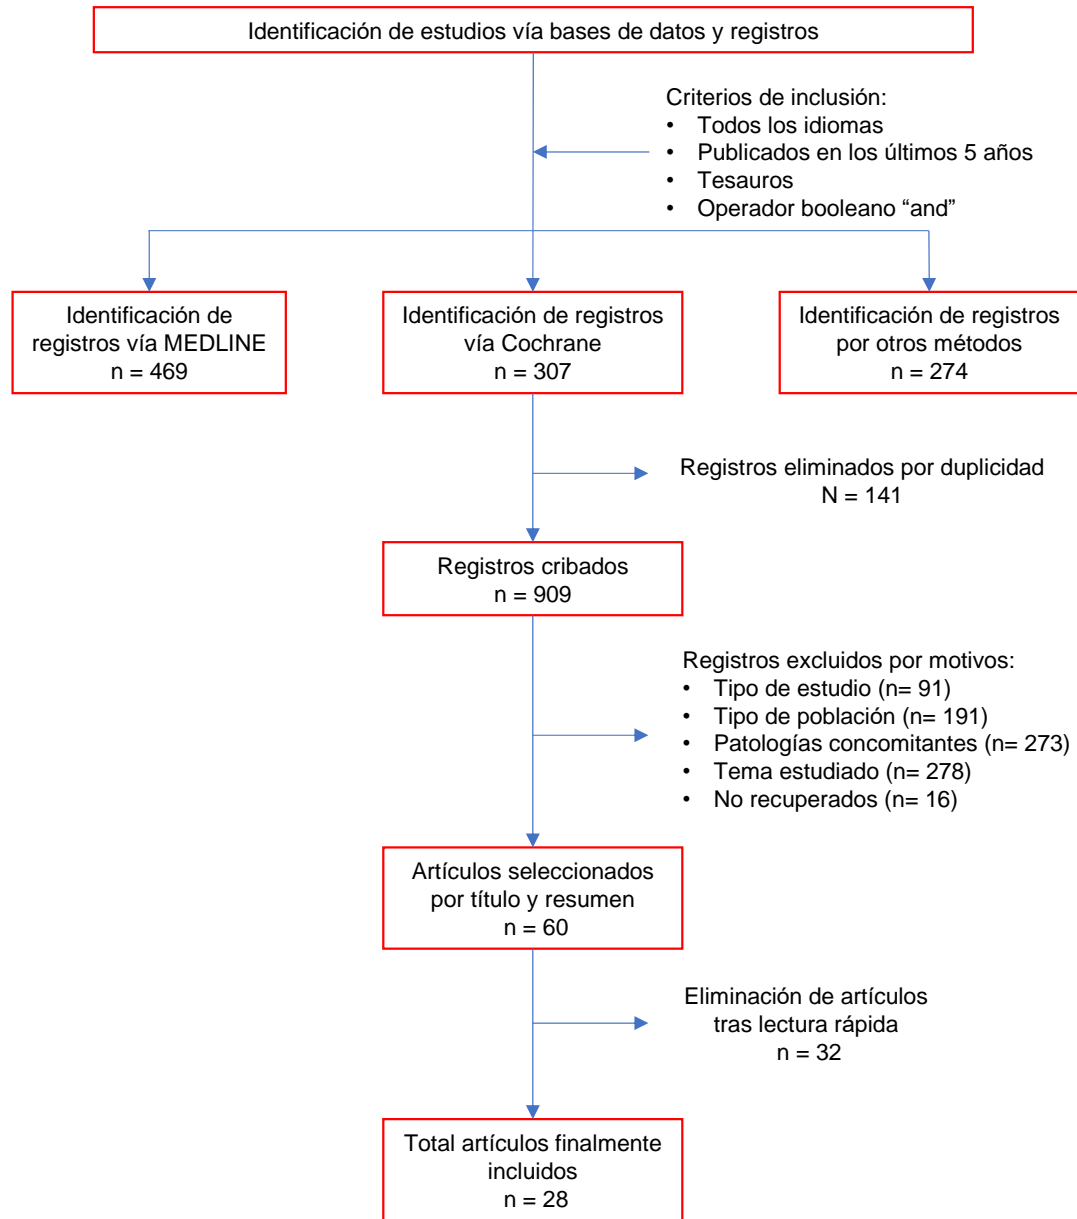 Identificación de estudios vía bases de datos y registros
Criterios de inclusión:
• Todos los idiomas
• Publicados en los últimos 5 años
• Tesauros
• Operador booleano “and”
Identificación de
registros vía MEDLINE
n = 469
Identificación de registros
vía Cochrane
n = 307
Identificación de registros
por otros métodos
n = 274
Registros eliminados por duplicidad
N = 141
Registros cribados
n = 909
Registros excluidos por motivos:
• Tipo de estudio (n= 91)
• Tipo de población (n= 191)
• Patologías concomitantes (n= 273)
• Tema estudiado (n= 278)
• No recuperados (n= 16)
Artículos seleccionados
por título y resumen
n = 60
Eliminación de artículos
tras lectura rápida
n = 32
Total artículos finalmente
incluidos
n = 28